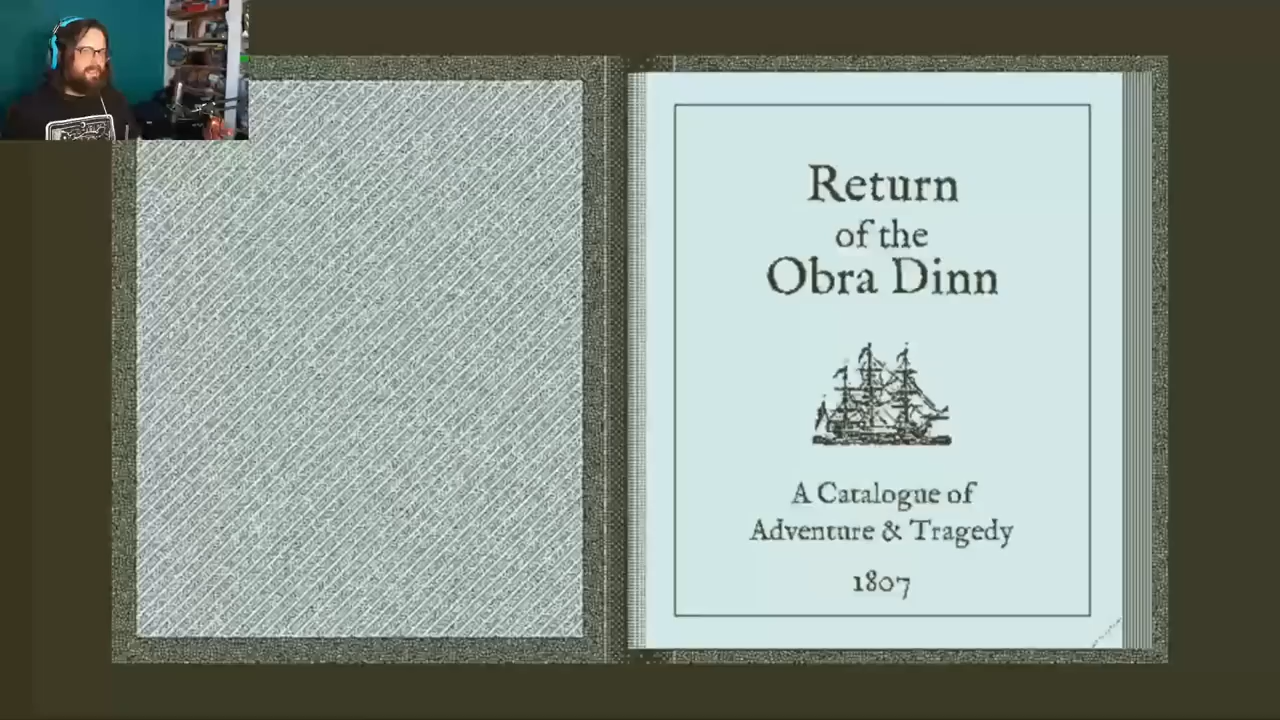 Return
of the
Obra Dinn
A Catalogue of
Adventure & Tragedy
1807